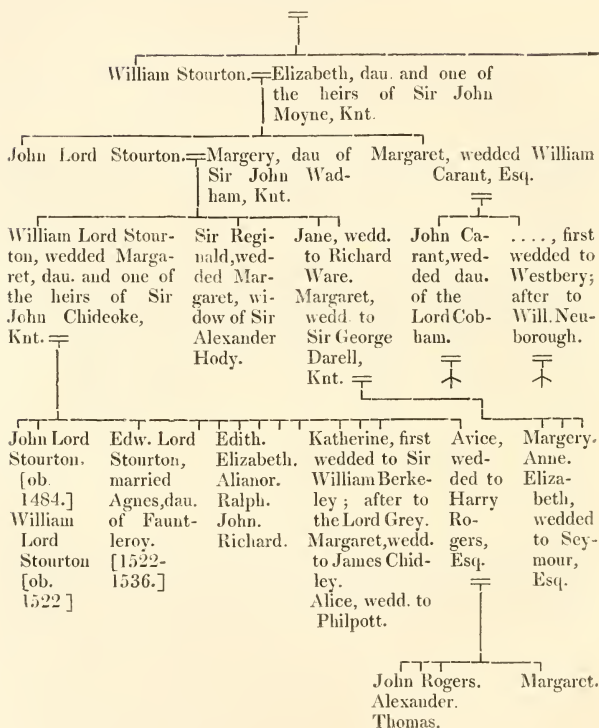 William Stourton.=Elizabeth, dau. and one of
the heirs of Sir John
Moyne, Knt.
John Lord Stourton.=Margery, dau of
Sir John Wad-
ham, Knt.
Margaret, wedded William
Carant, Esq.
William Lord Stour-
ton, wedded Marga-
ret, dau. and one of
the heirs of Sir
John Chideoke,
Knt.
Sir Regi-
nald, wed-
ded Mar-
garet, wi-
dow of Sir
Alexander
Hody.
Jane, wedd.
to Richard
Ware.
Margaret,
wedd. to
Sir George
Darell,
Knt.
John Ca-
rant, wed-
ded dau.
of the
Lord Cob-
ham.
. . . ., first
wedded to
Westbery;
after to
Will. Neu-
borough.
John Lord
Stourton.
[ob.
1484.]
William
Lord
Stourton
[ob.
1522]
Edw. Lord
Stourton,
married
Agnes, dau.
of Faunt-
leroy.
[1522-
1536.]
Edith.
Elizabeth.
Alianor.
Ralph.
John.
Richard.
Katherine, first
wedded to Sir
William Berke-
ley; after to
the Lord Grey.
Margaret, wedd.
to James Chid-
ley.
Alice, wedd. to
Philpott.
Avice,
wed-
ded to
Harry
Ro-
gers,
Esq.
Margery.
Anne.
Eliza-
beth,
wedded
to Sey-
mour,
Esq.
John Rogers.
Alexander.
Thomas.
Margaret.